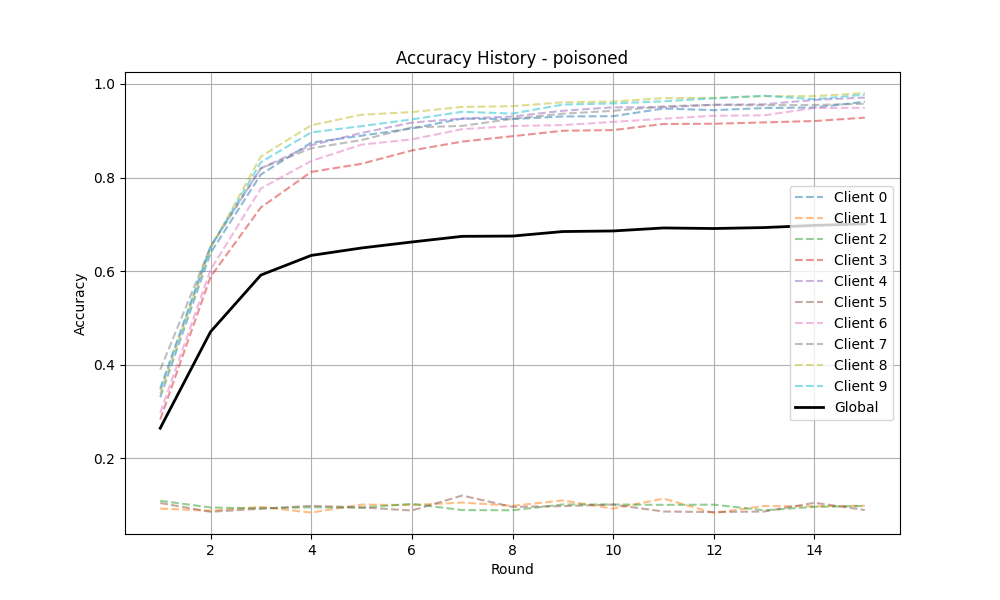 Accuracy History - poisoned
1.0
0.8
0.6
0.4
0.2
Accuracy
2 4 6 8 10 12 14
Round
Client 0
Client 1
Client 2
Client 3
Client 4
Client 5
Client 6
Client 7
Client 8
Client 9
Global